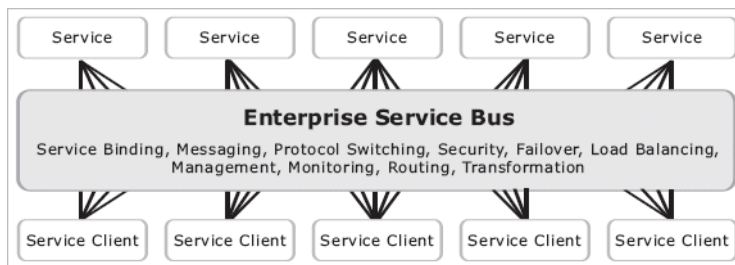 Service Service Service Service Service
Enterprise Service Bus
Service Binding, Messaging, Protocol Switching, Security, Failover, Load Balancing,
Management, Monitoring, Routing, Transformation
Service Client Service Client Service Client Service Client Service Client